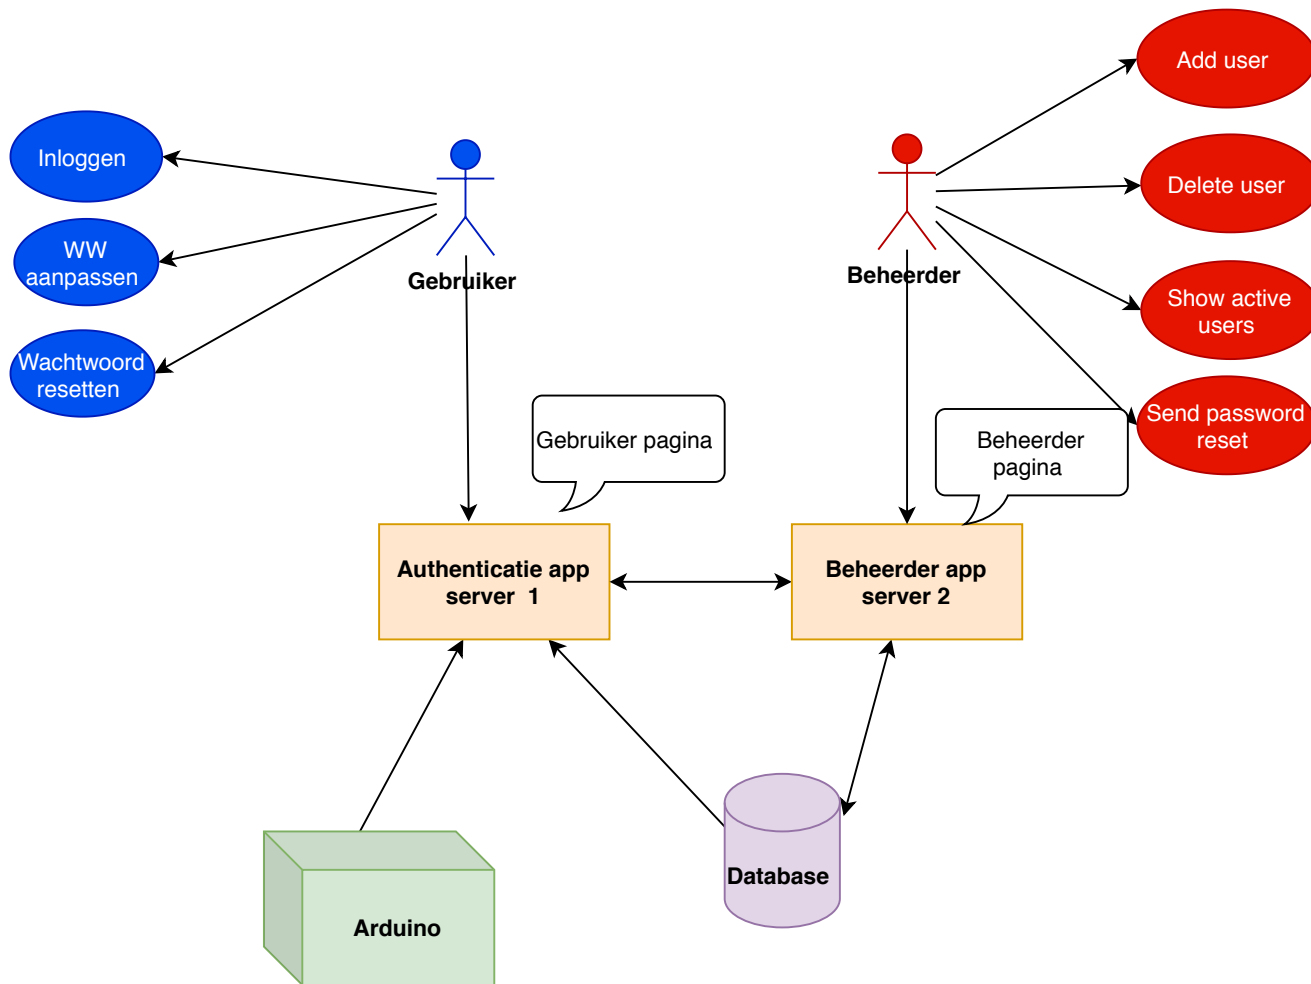 Add user
Inloggen
Delete user
WW
aanpassen
Gebruiker
Beheerder
Show active
users
Wachtwoord
resetten
Send password
reset
Gebruiker pagina
Beheerder
pagina
Authenticatie app
server 1
Beheerder app
server 2
Database
Arduino